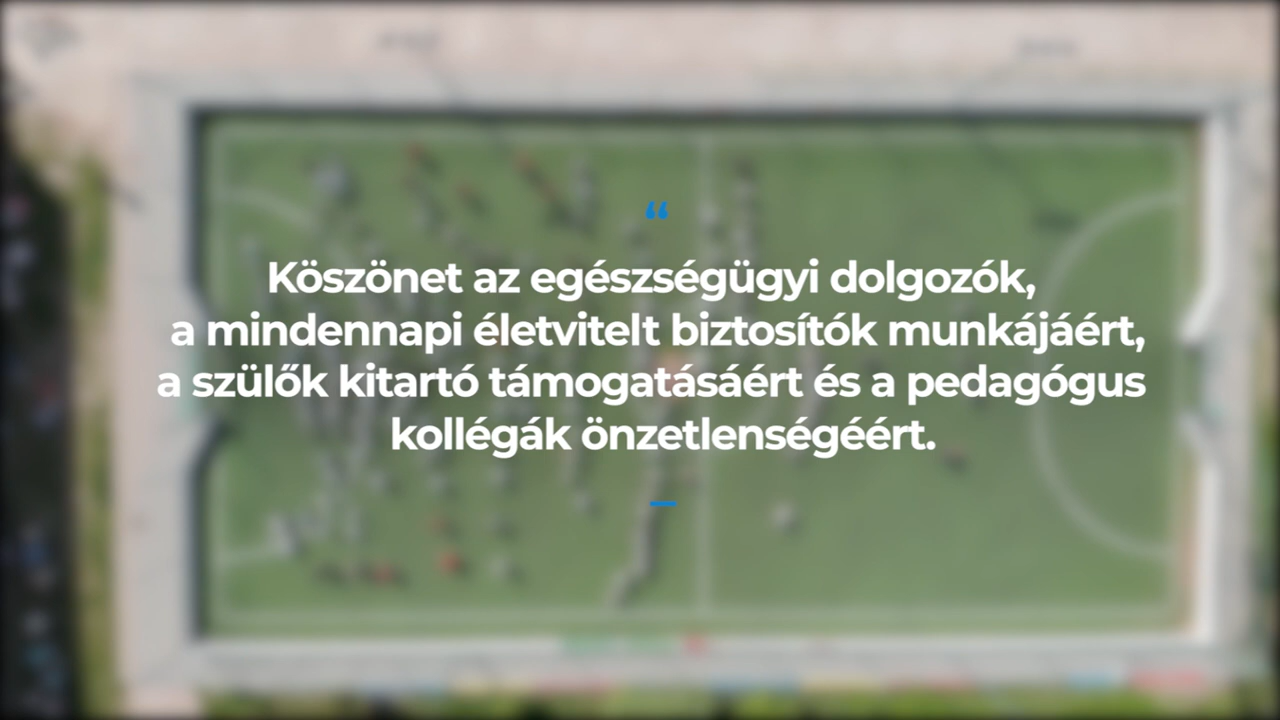 “
Köszönet az egészségügyi dolgozók,
a mindennapi életvitelt biztosítók munkájáért,
a szülők kitartó támogatásáért és a pedagógus
kollégák önzetlenségéért.